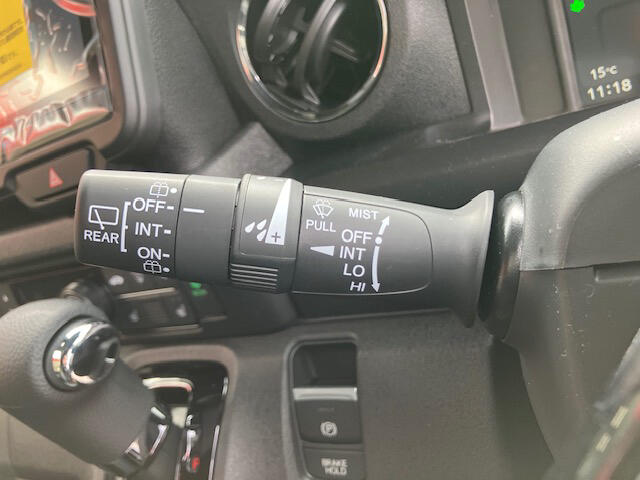 15°C
11:18
REAR
OFF
INT
ON
PULL
MIST
OFF
INT
LO
HI
BRAKE
HOLD